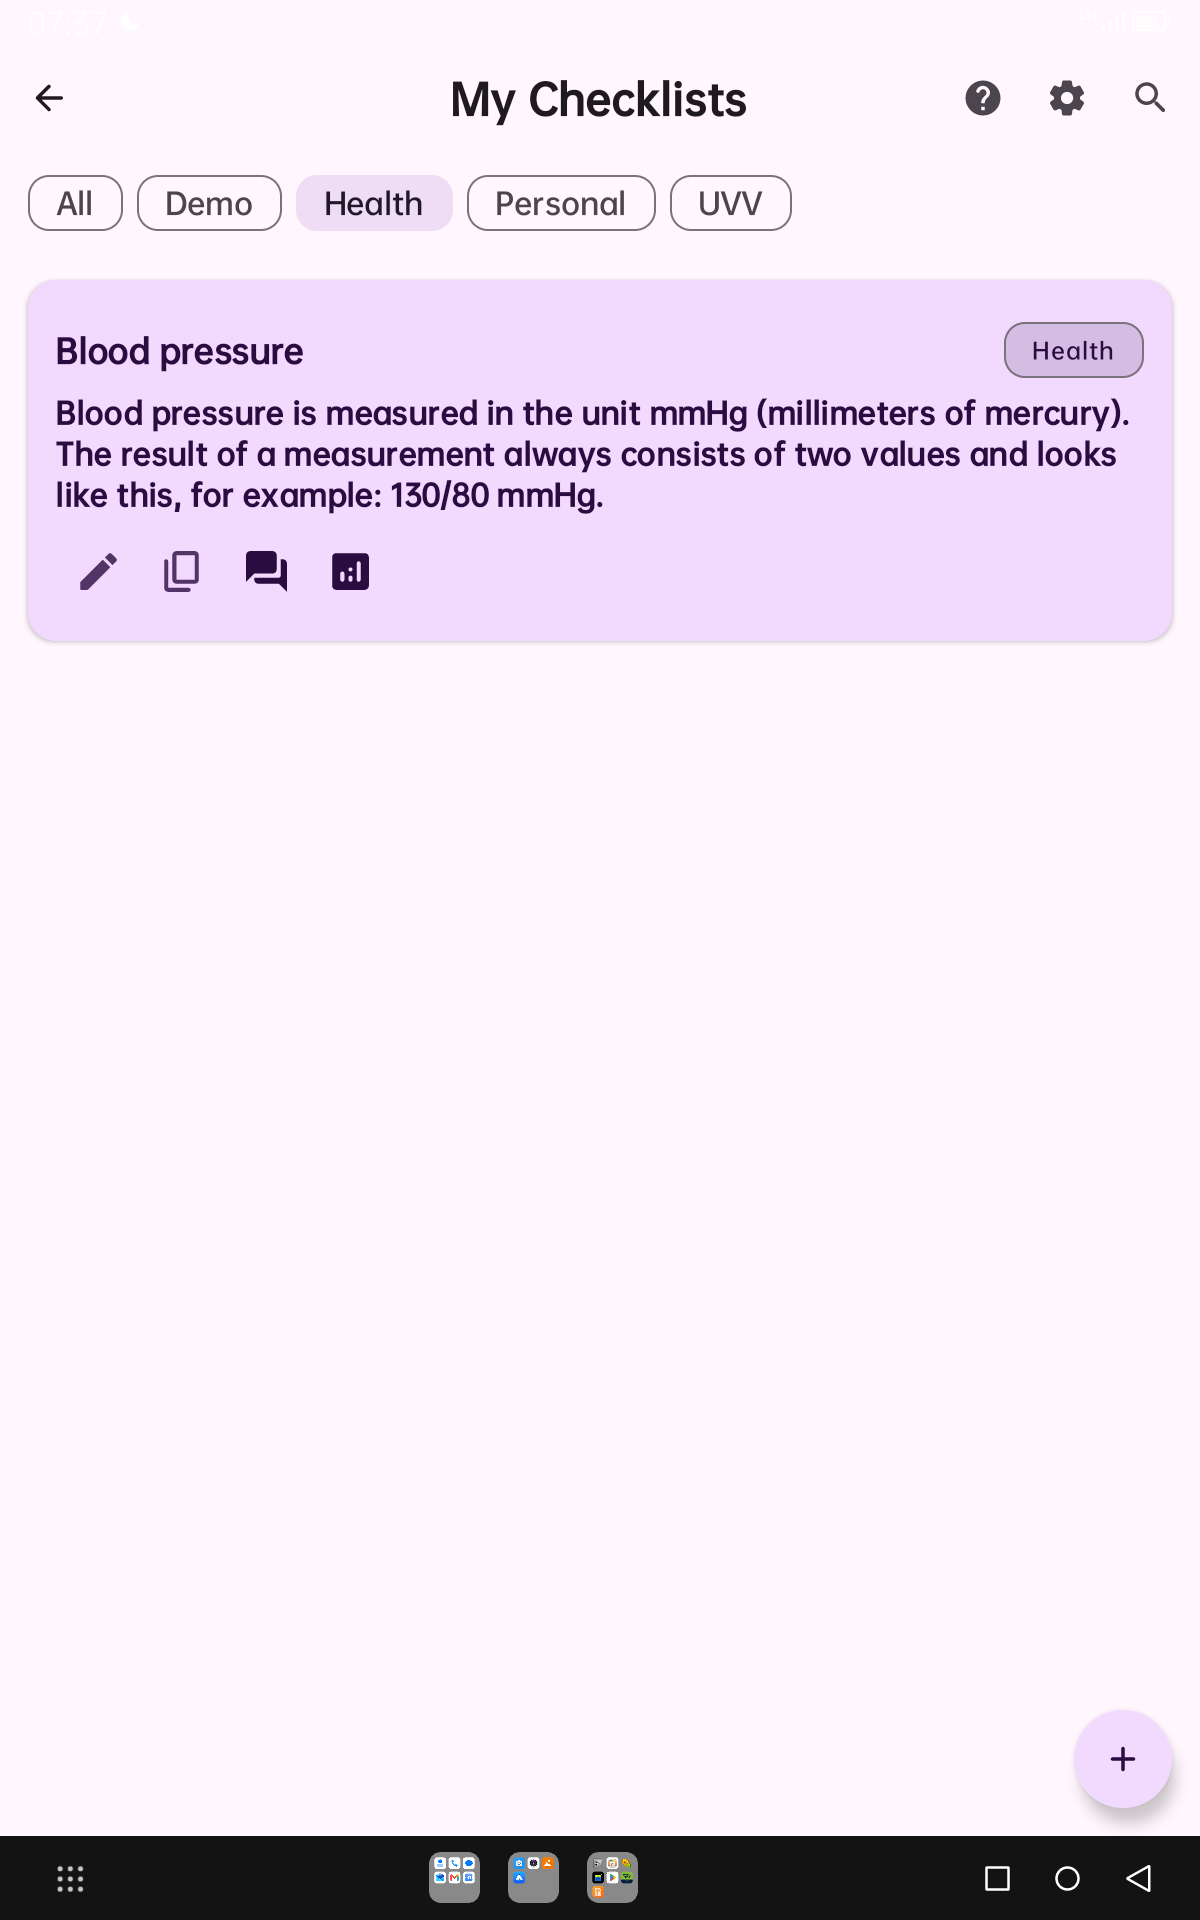 07:37
My Checklists
All
Demo
Health
Personal
UVV
Blood pressure
Health
Blood pressure is measured in the unit mmHg (millimeters of mercury).
The result of a measurement always consists of two values and looks
like this, for example: 130/80 mmHg.